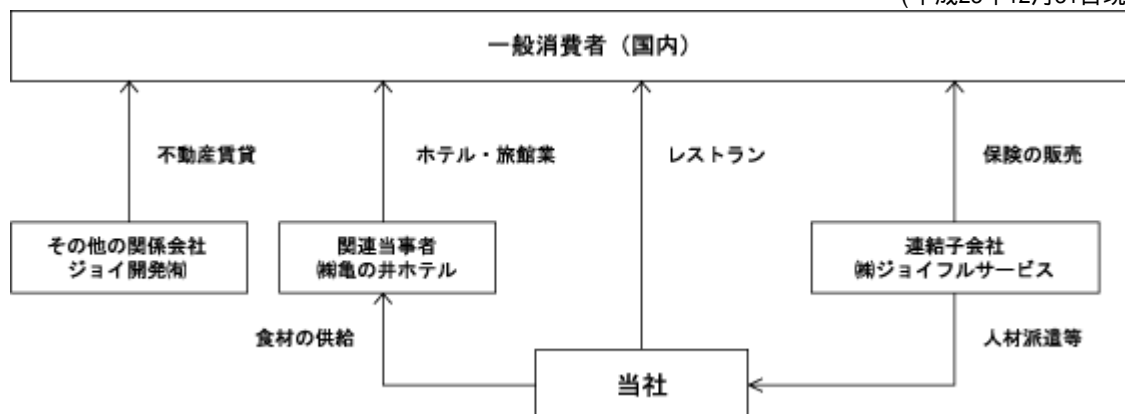 一般消費者（国内）
不動産賃貸
ホテル・旅館業
レストラン
保険の販売
その他の関係会社
ジョイ開発㈲
関連当事者
㈱亀の井ホテル
連結子会社
㈱ジョイフルサービス
食材の供給
人材派遣等
当社